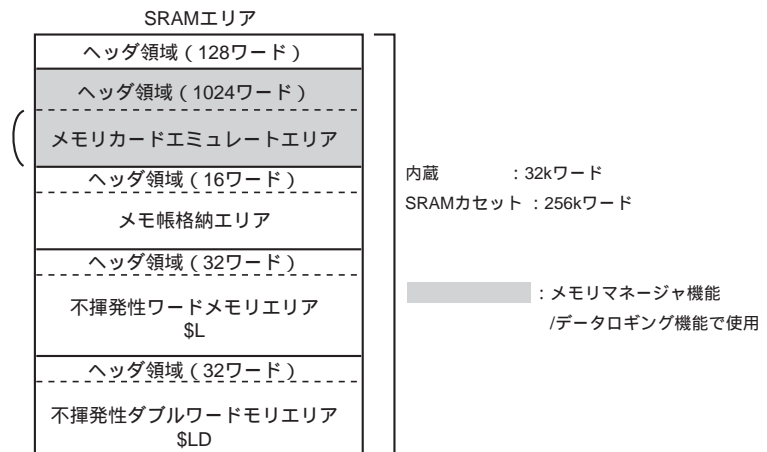 SRAMエリア
ヘッダ領域（128ワード）
ヘッダ領域（1024ワード）
メモリカードエミュレートエリア
ヘッダ領域（16ワード）
メモ帳格納エリア
ヘッダ領域（32ワード）
不揮発性ワードメモリエリア
$L
ヘッダ領域（32ワード）
不揮発性ダブルワードモリエリア
$LD
内蔵　　　　：32kワード
SRAMカセット：256kワード
：メモリマネージャ機能
/データロギング機能で使用